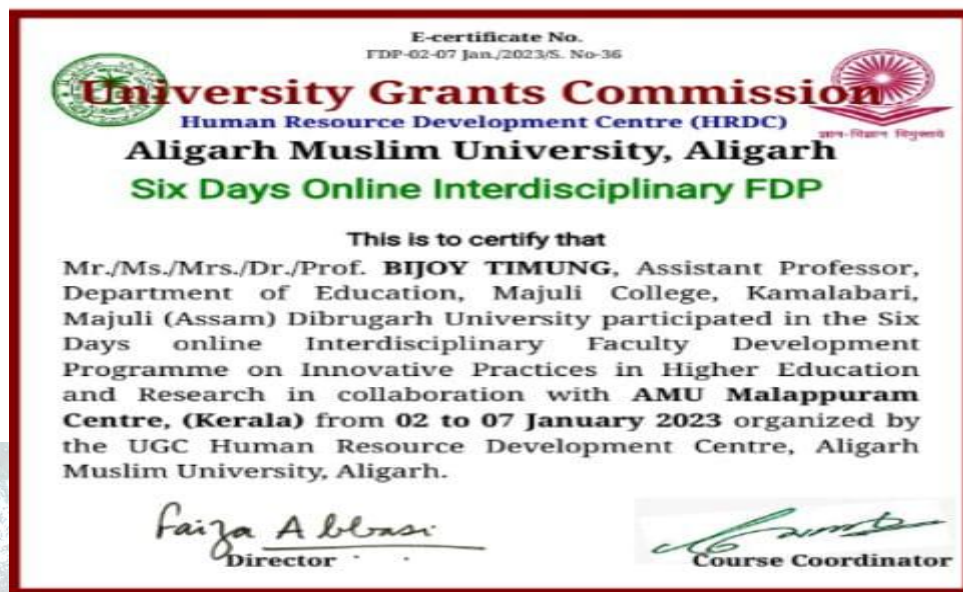 E-certificate No.
FDP-02-07 Jan./2023/S. No-36
University Grants Commission
Human Resource Development Centre (HRDC)
ज्ञान-विज्ञान विमुक्तये
Aligarh Muslim University, Aligarh
Six Days Online Interdisciplinary FDP
This is to certify that
Mr./Ms./Mrs./Dr./Prof. BIJOY TIMUNG, Assistant Professor,
Department of Education, Majuli College, Kamalabari,
Majuli (Assam) Dibrugarh University participated in the Six
Days online Interdisciplinary Faculty Development
Programme on Innovative Practices in Higher Education
and Research in collaboration with AMU Malappuram
Centre, (Kerala) from 02 to 07 January 2023 organized by
the UGC Human Resource Development Centre, Aligarh
Muslim University, Aligarh.
Faiza Abbasi
Director
Course Coordinator